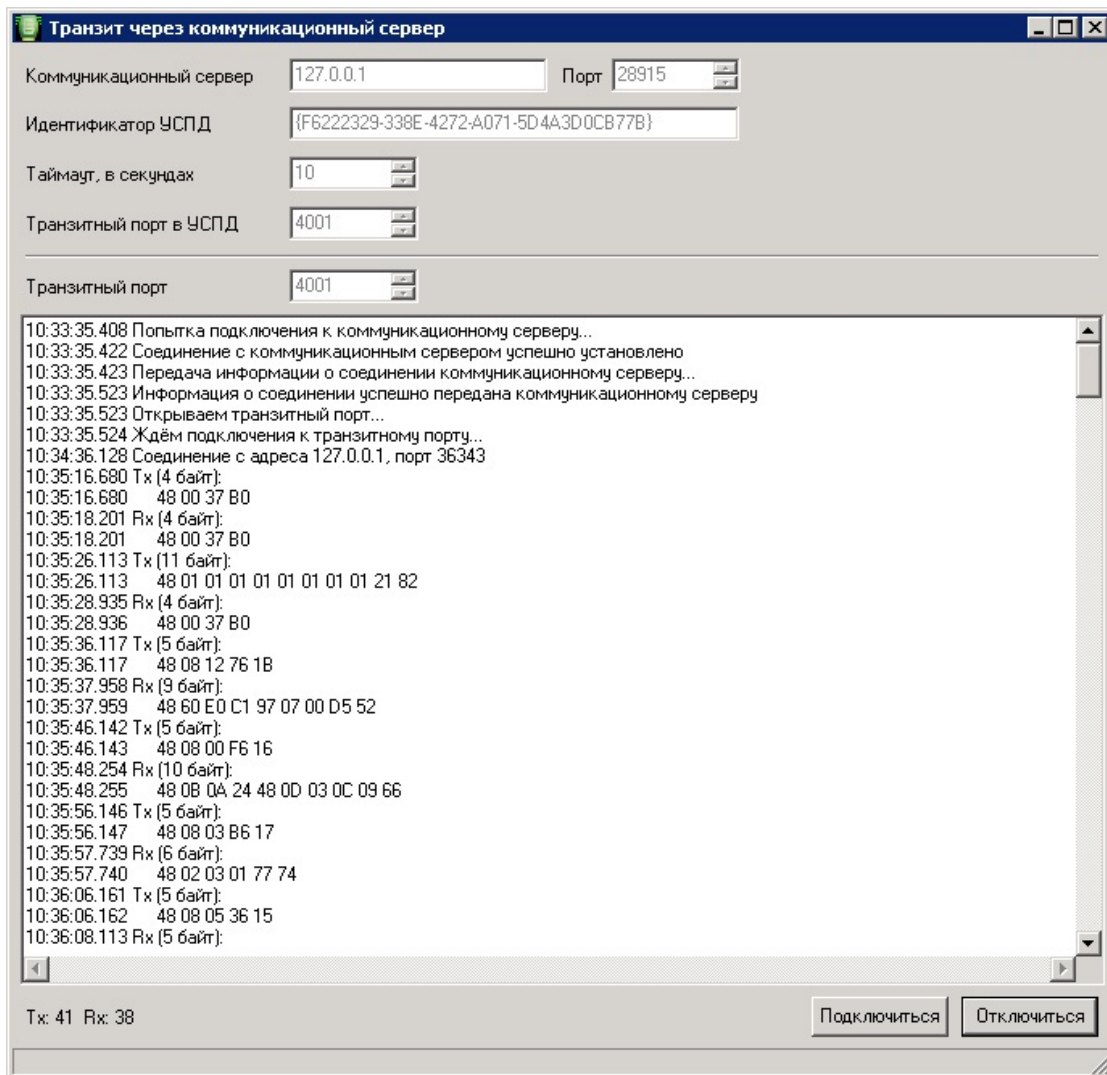 Транзит через коммуникационный сервер
Коммуникационный сервер 127.0.0.1 Порт 28915
Идентификатор УСПД {F6222329-338E-4272-A071-5D4A3D0CB77B}
Таймаут, в секундах 10
Транзитный порт в УСПД 4001
Транзитный порт 4001
10:33:35.408 Попытка подключения к коммуникационному серверу...
10:33:35.422 Соединение с коммуникационным сервером успешно установлено
10:33:35.423 Передача информации о соединении коммуникационному серверу...
10:33:35.523 Информация о соединении успешно передана коммуникационному серверу
10:33:35.523 Открываем транзитный порт...
10:33:35.524 Ждём подключения к транзитному порту...
10:34:36.128 Соединение с адреса 127.0.0.1, порт 36343
10:35:16.680 Tx (4 байт):
10:35:16.680 48 00 37 B0
10:35:18.201 Rx (4 байт):
10:35:18.201 48 00 37 B0
10:35:26.113 Tx (11 байт):
10:35:26.113 48 01 01 01 01 01 01 01 01 21 82
10:35:28.935 Rx (4 байт):
10:35:28.936 48 00 37 B0
10:35:36.117 Tx (5 байт):
10:35:36.117 48 08 12 76 1B
10:35:37.958 Rx (9 байт):
10:35:37.959 48 60 E0 C1 97 07 00 D5 52
10:35:46.142 Tx (5 байт):
10:35:46.143 48 08 00 F6 16
10:35:48.254 Rx (10 байт):
10:35:48.255 48 0B 0A 24 48 0D 03 0C 09 66
10:35:56.146 Tx (5 байт):
10:35:56.147 48 08 03 B6 17
10:35:57.739 Rx (6 байт):
10:35:57.740 48 02 03 01 77 74
10:36:06.161 Tx (5 байт):
10:36:06.162 48 08 05 36 15
10:36:08.113 Rx (5 байт):
Tx: 41 Rx: 38 Подключиться Отключиться